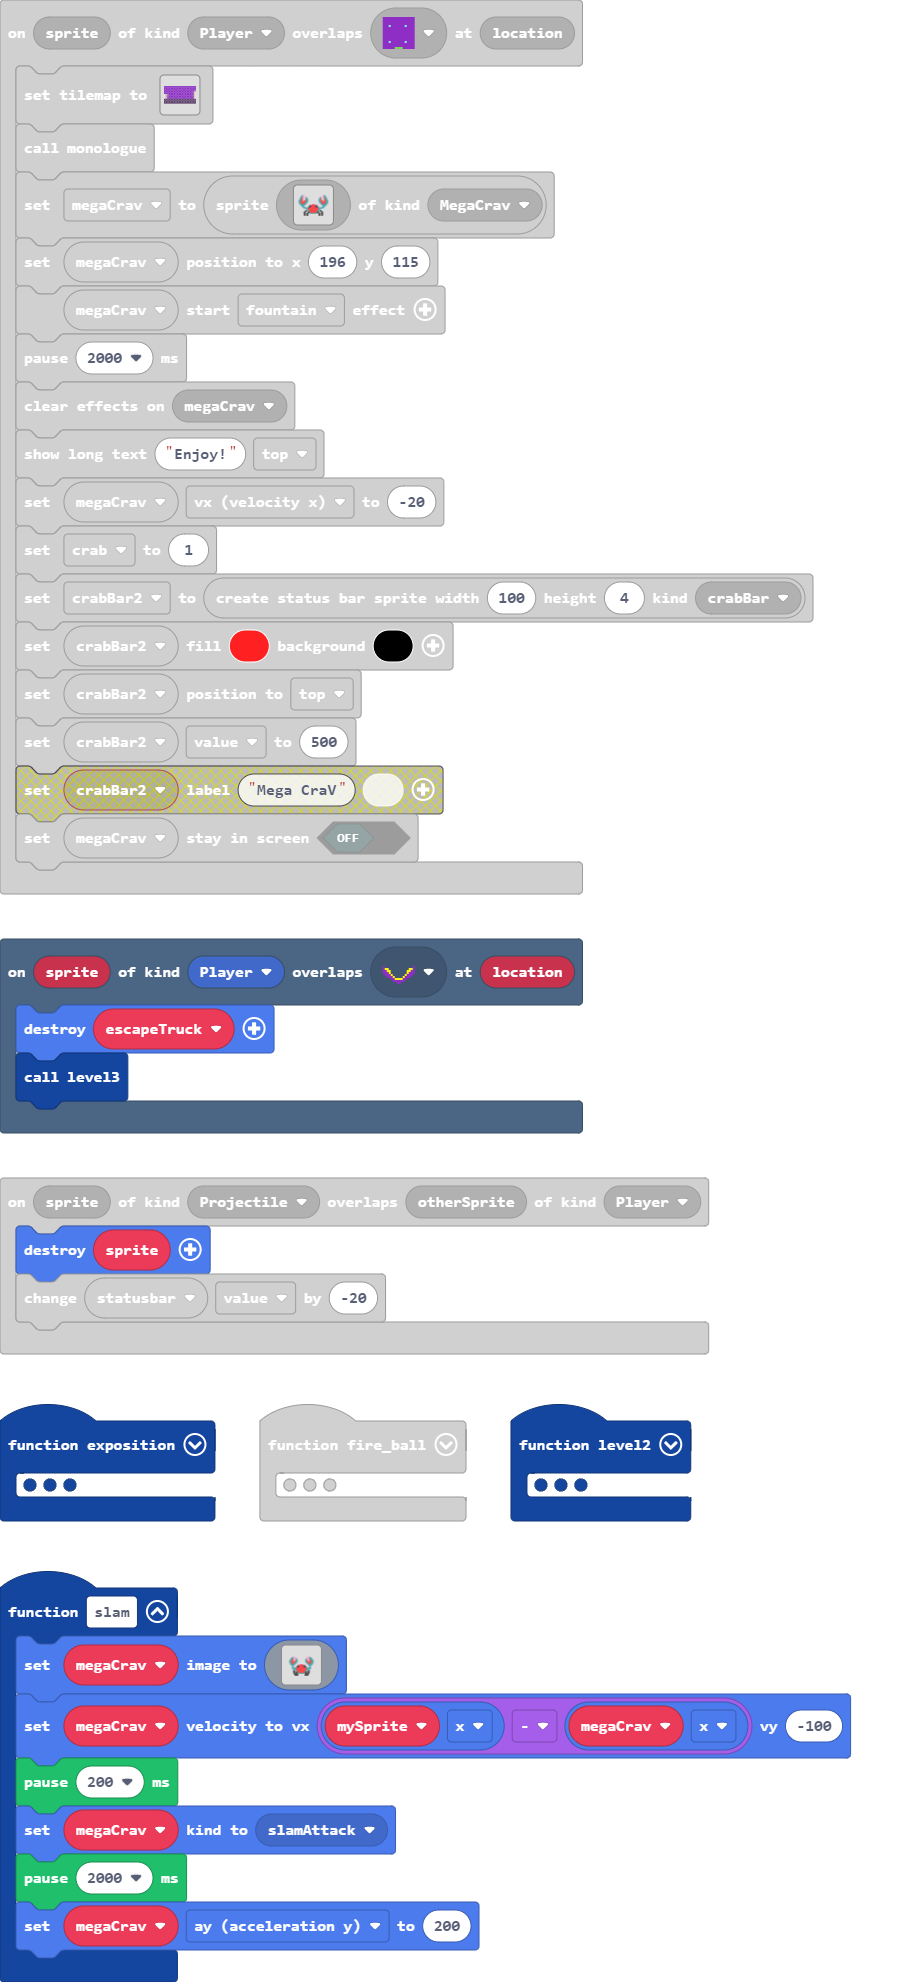 on sprite of kind Player overlaps at location
set tilemap to
call monologue
set megaCrav to sprite of kind MegaCrav
set megaCrav position to x 196 y 115
megaCrav start fountain effect
pause 2000 ms
clear effects on megaCrav
show long text "Enjoy!" top
set megaCrav vx (velocity x) to -20
set crab to 1
set crabBar2 to create status bar sprite width 100 height 4 kind crabBar
set crabBar2 fill background
set crabBar2 position to top
set crabBar2 value to 500
set crabBar2 label "Mega CraV"
set megaCrav stay in screen OFF
on sprite of kind Player overlaps at location
destroy escapeTruck
call level3
on sprite of kind Projectile overlaps otherSprite of kind Player
destroy sprite
change statusbar value by -20
function exposition function fire_ball function level2
function slam
set megaCrav image to
set megaCrav velocity to vx mySprite x - megaCrav x vy -100
pause 200 ms
set megaCrav kind to slamAttack
pause 2000 ms
set megaCrav ay (acceleration y) to 200